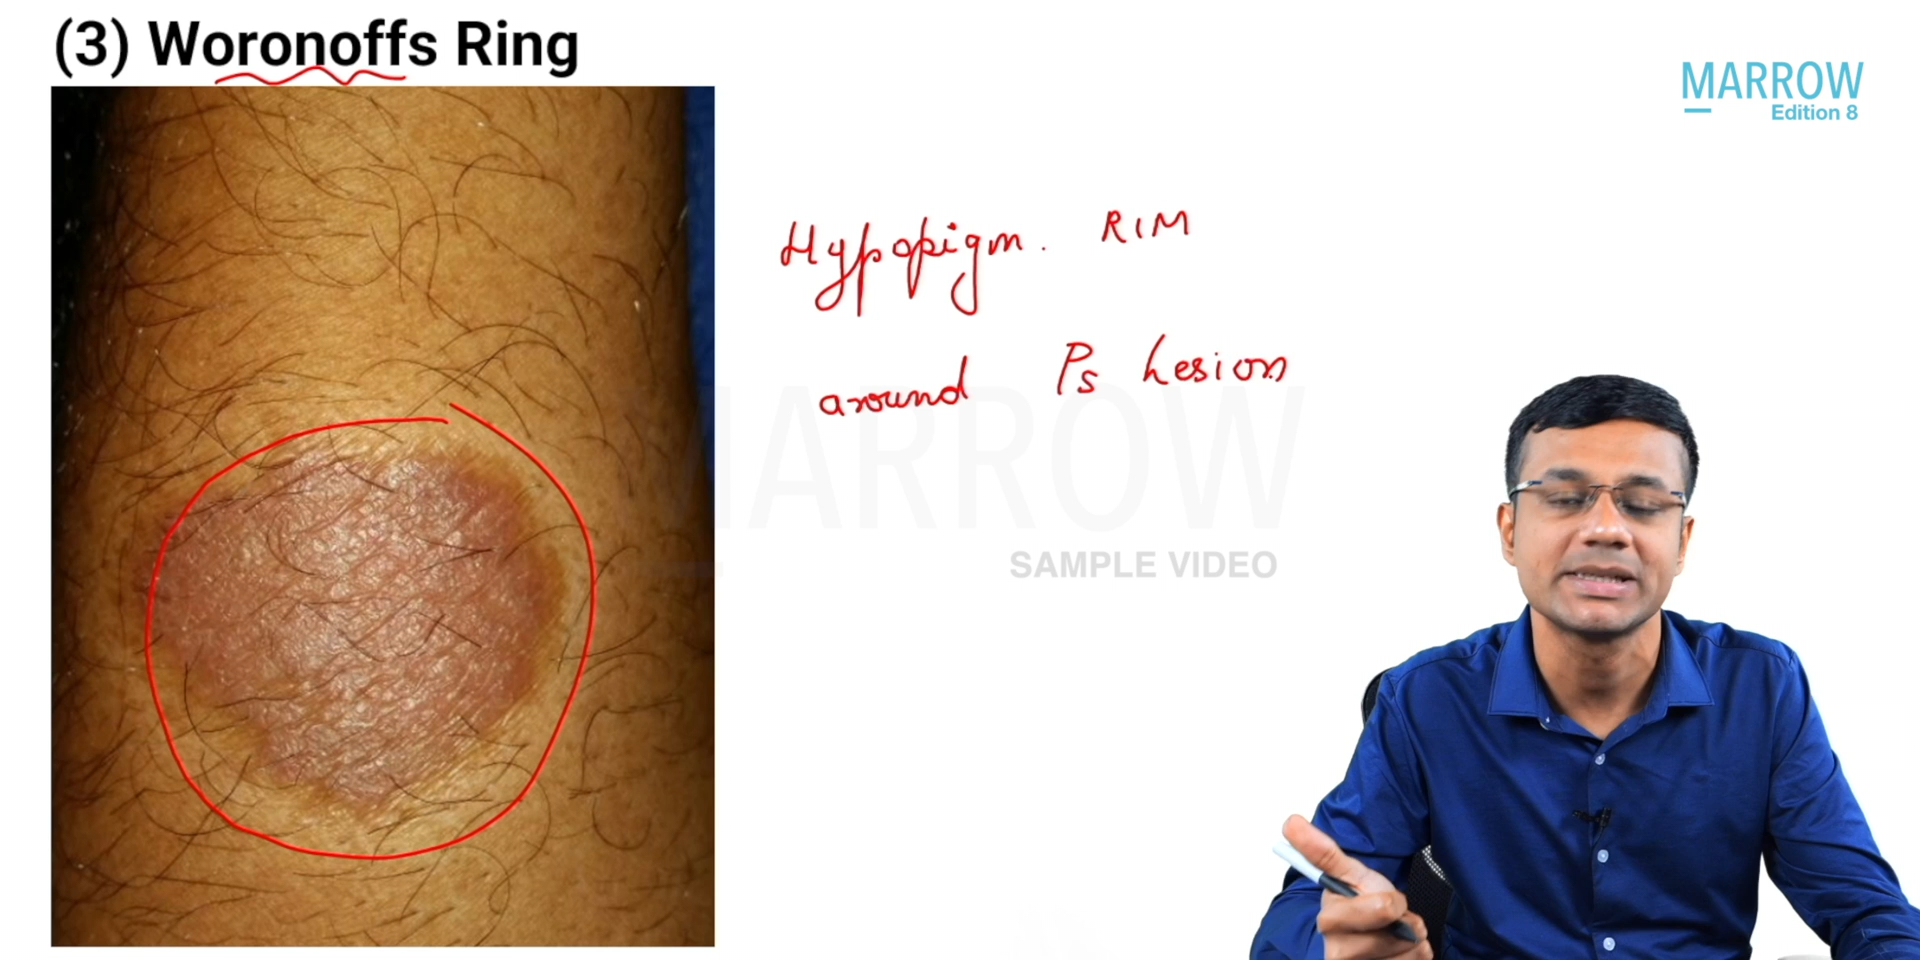 (3) Woronoffs Ring
MARROW
Edition 8
Hypopigm. RIM
around Ps Lesion
MARROW
SAMPLE VIDEO